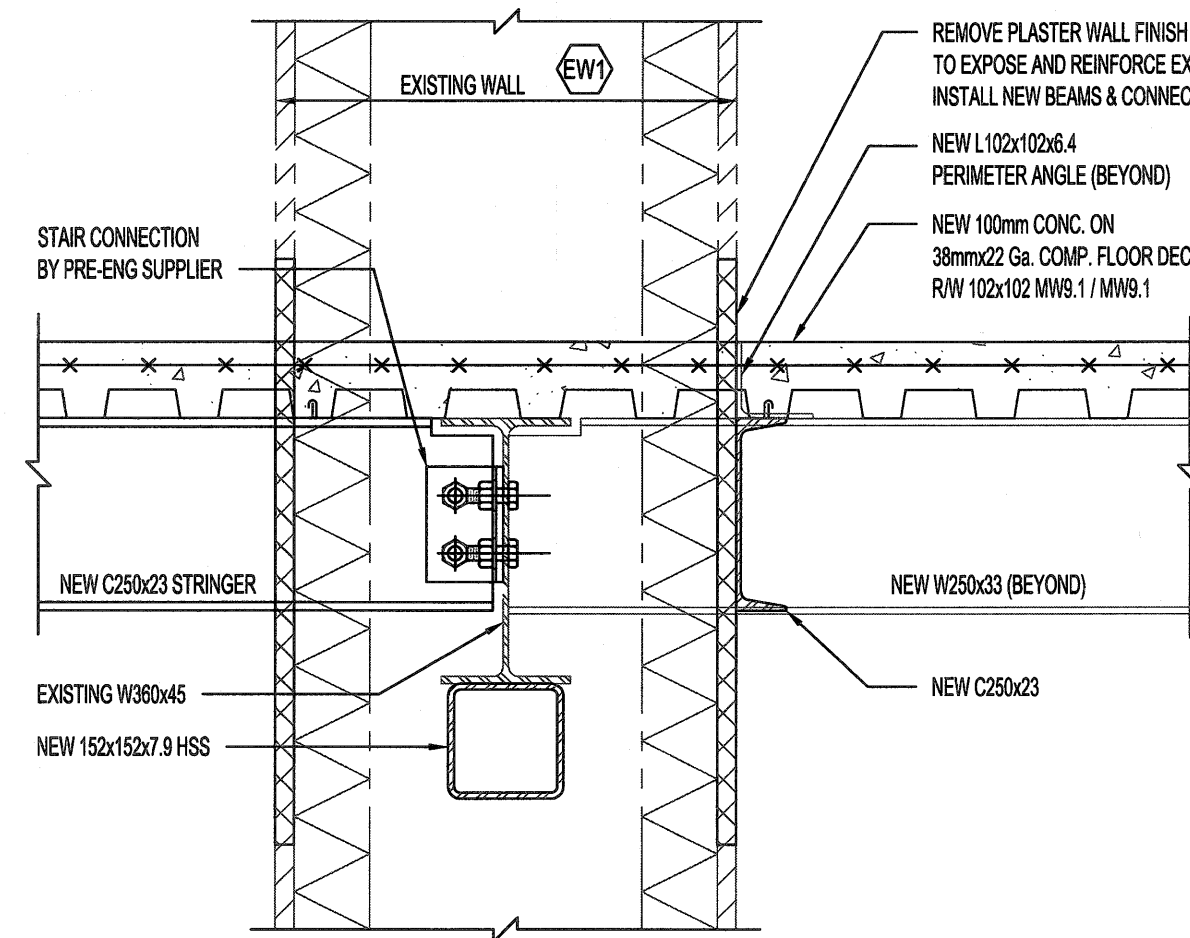 REMOVE PLASTER WALL FINISH
TO EXPOSE AND REINFORCE EX
INSTALL NEW BEAMS & CONNEC
EW1
EXISTING WALL
NEW L102x102x6.4
PERIMETER ANGLE (BEYOND)
NEW 100mm CONC. ON
38mmx22 Ga. COMP. FLOOR DEC
R/W 102x102 MW9.1 / MW9.1
STAIR CONNECTION
BY PRE-ENG SUPPLIER
NEW C250x23 STRINGER
NEW W250x33 (BEYOND)
EXISTING W360x45
NEW C250x23
NEW 152x152x7.9 HSS